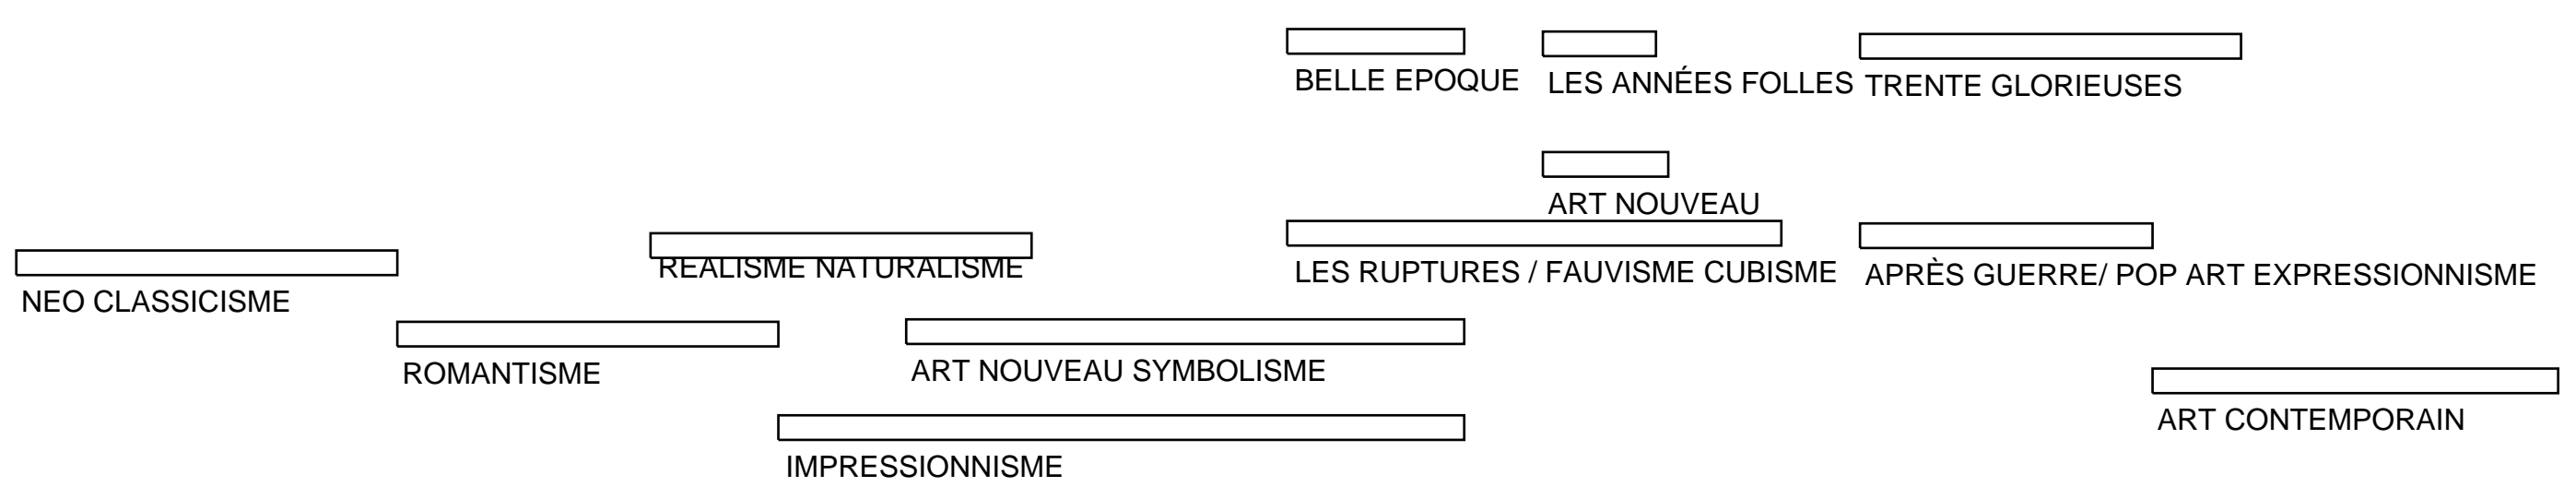 BELLE EPOQUE
LES ANNÉES FOLLES
TRENTE GLORIEUSES
ART NOUVEAU
REALISME NATURALISME
LES RUPTURES / FAUVISME CUBISME
APRÈS GUERRE/ POP ART EXPRESSIONNISME
NEO CLASSICISME
ROMANTISME
ART NOUVEAU SYMBOLISME
ART CONTEMPORAIN
IMPRESSIONNISME